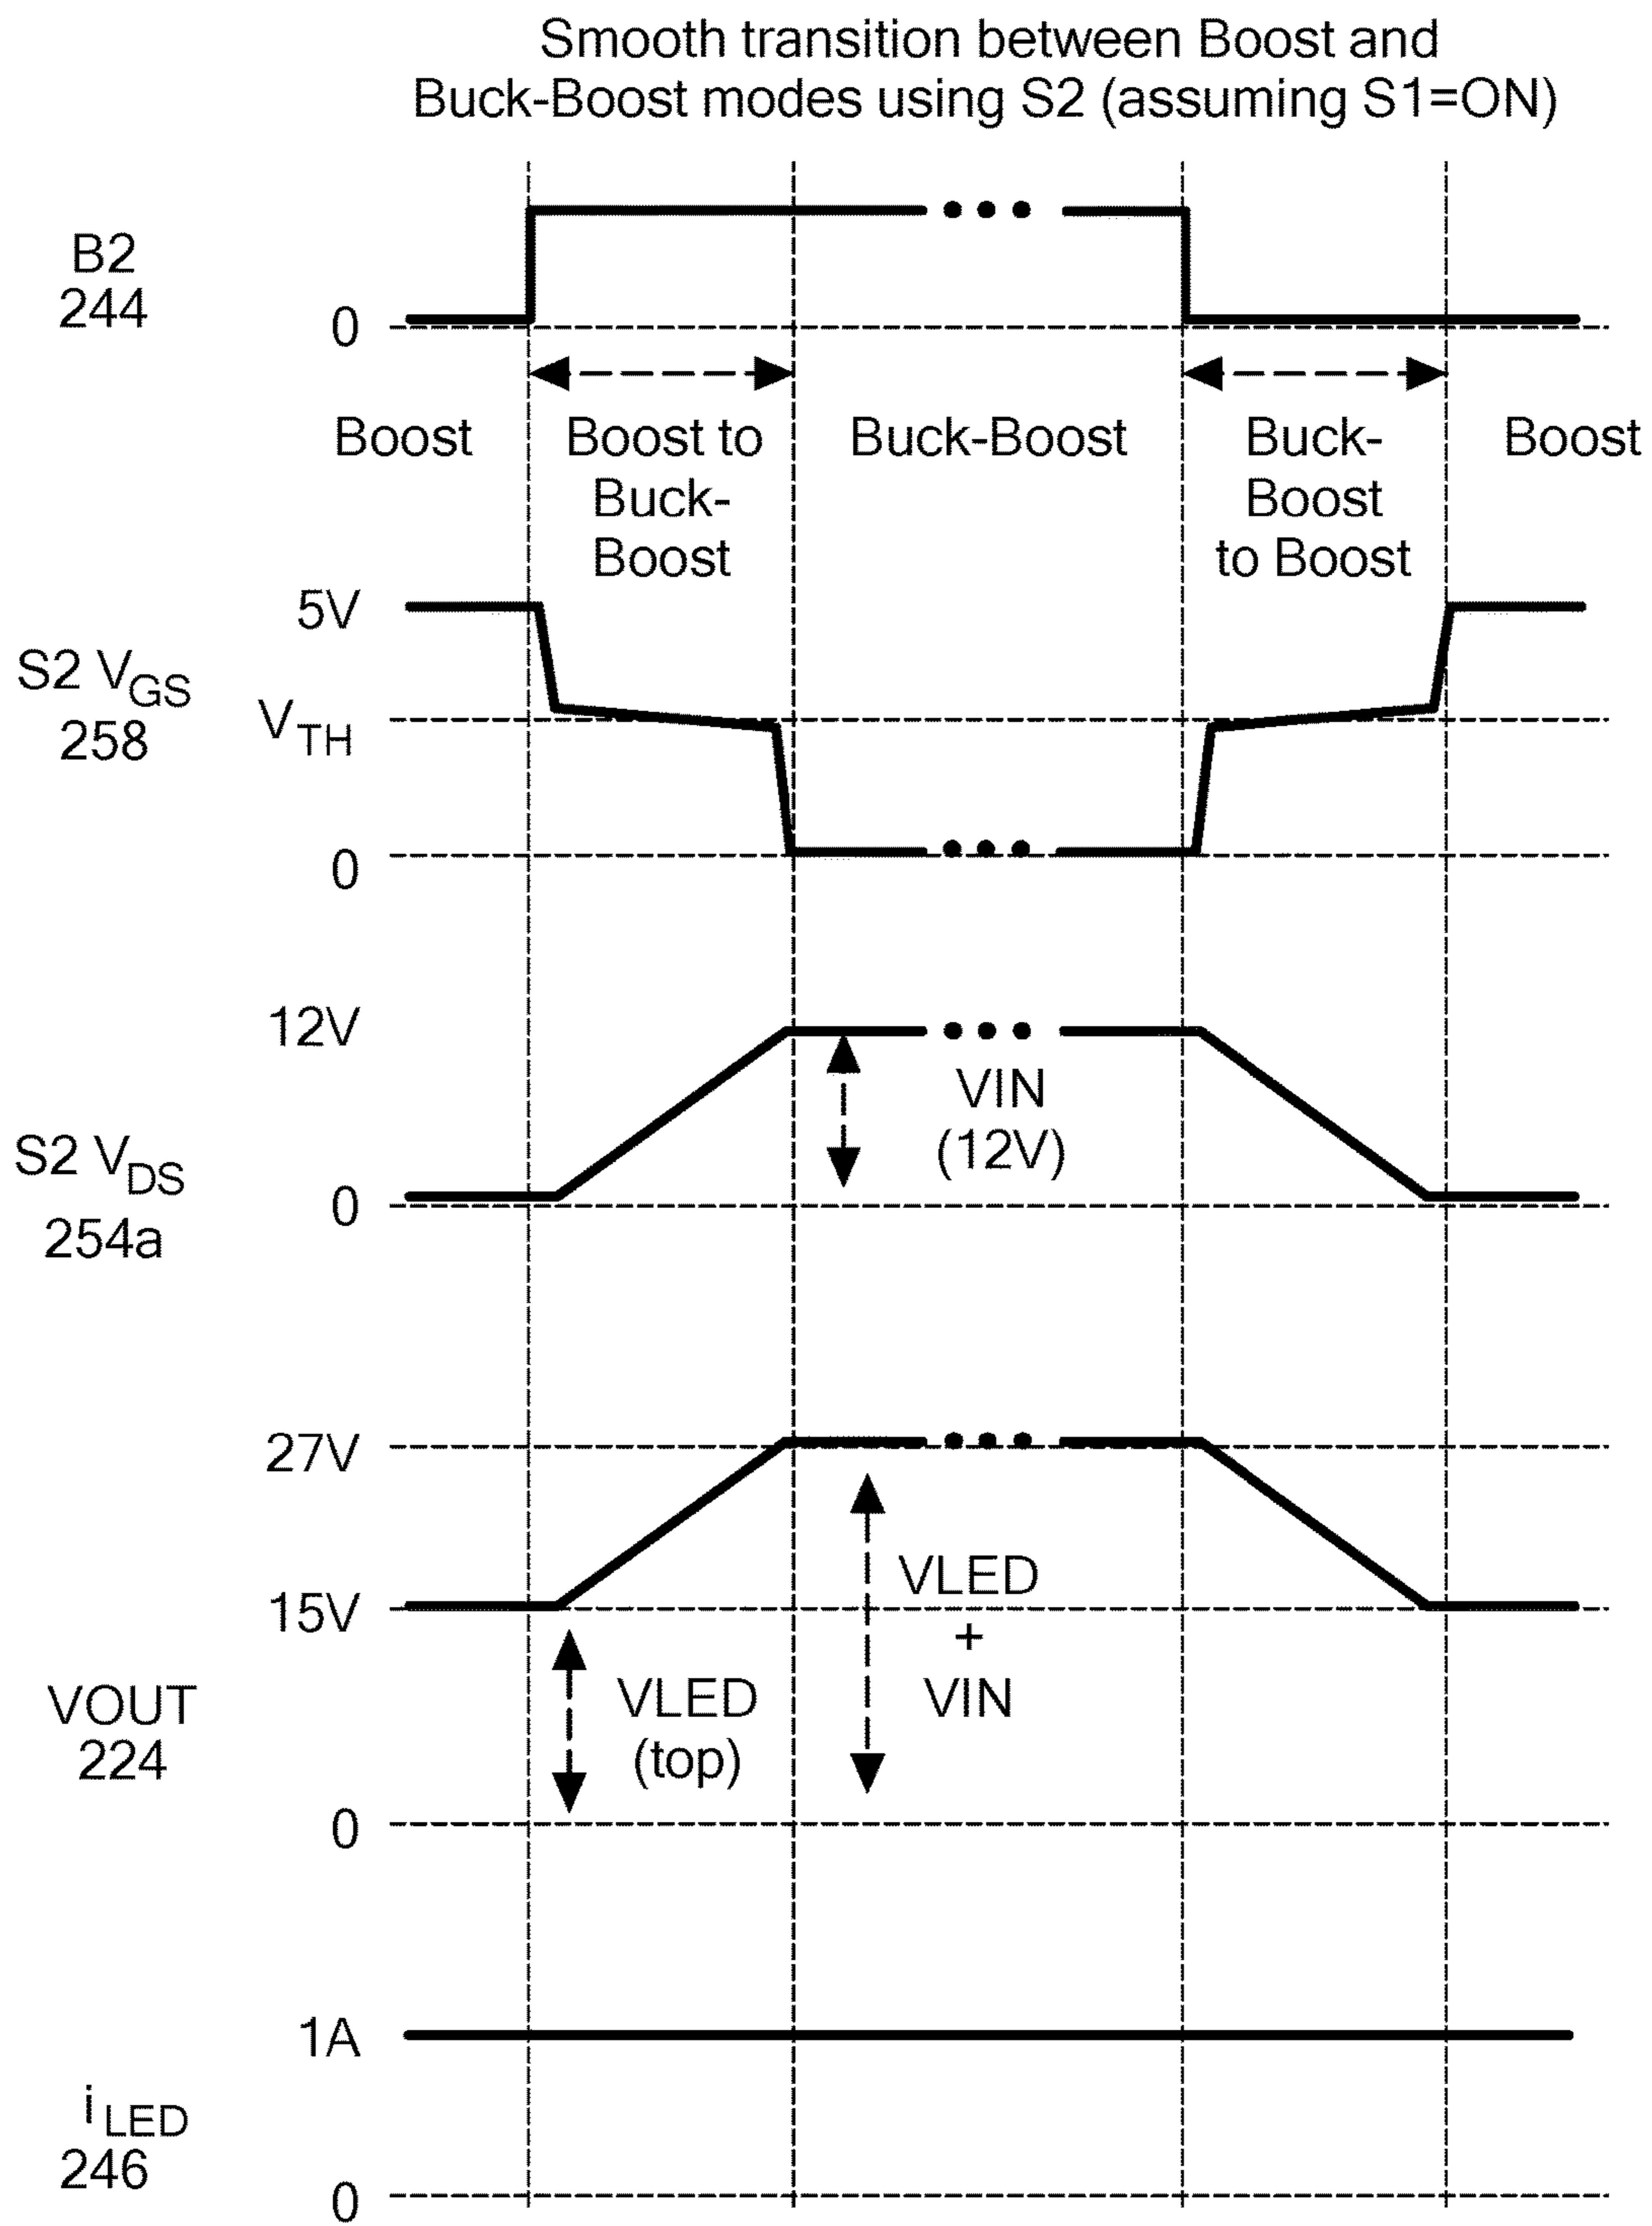 Smooth transition between Boost and
Buck-Boost modes using S2 (assuming S1=ON)
B2
244
0
Boost
Boost to
Buck-
Boost
Buck-Boost
Buck-
Boost
to Boost
Boost
5V
S2 VGS
258
VTH
0
12V
VIN
(12V)
S2 VDS
254a
0
27V
VLED
+
VIN
15V
VLED
(top)
VOUT
224
0
1A
iLED
246
0